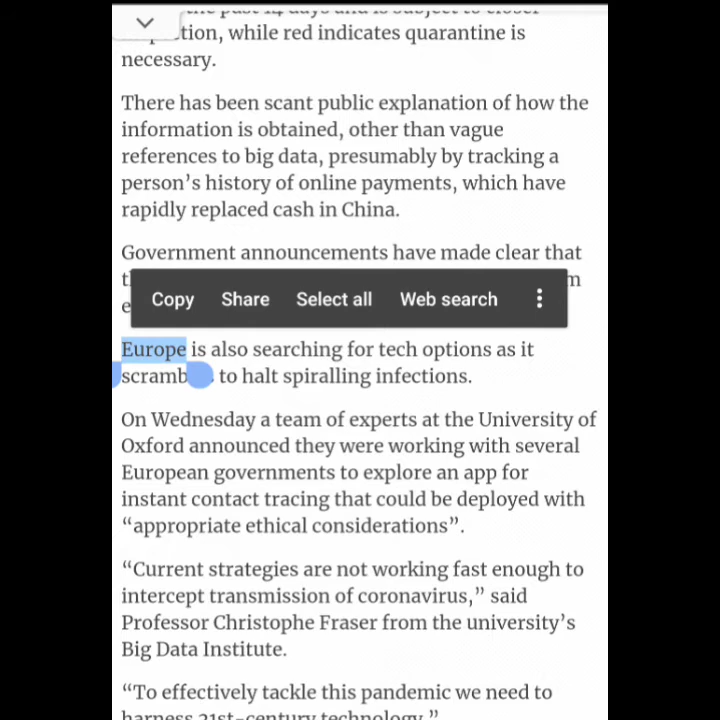 tion, while red indicates quarantine is
necessary.
There has been scant public explanation of how the
information is obtained, other than vague
references to big data, presumably by tracking a
person’s history of online payments, which have
rapidly replaced cash in China.
Government announcements have made clear that
Copy Share Select all Web search
Europe is also searching for tech options as it
scramb to halt spiralling infections.
On Wednesday a team of experts at the University of
Oxford announced they were working with several
European governments to explore an app for
instant contact tracing that could be deployed with
“appropriate ethical considerations”.
“Current strategies are not working fast enough to
intercept transmission of coronavirus,” said
Professor Christophe Fraser from the university’s
Big Data Institute.
“To effectively tackle this pandemic we need to
harness 21st-century technology.”